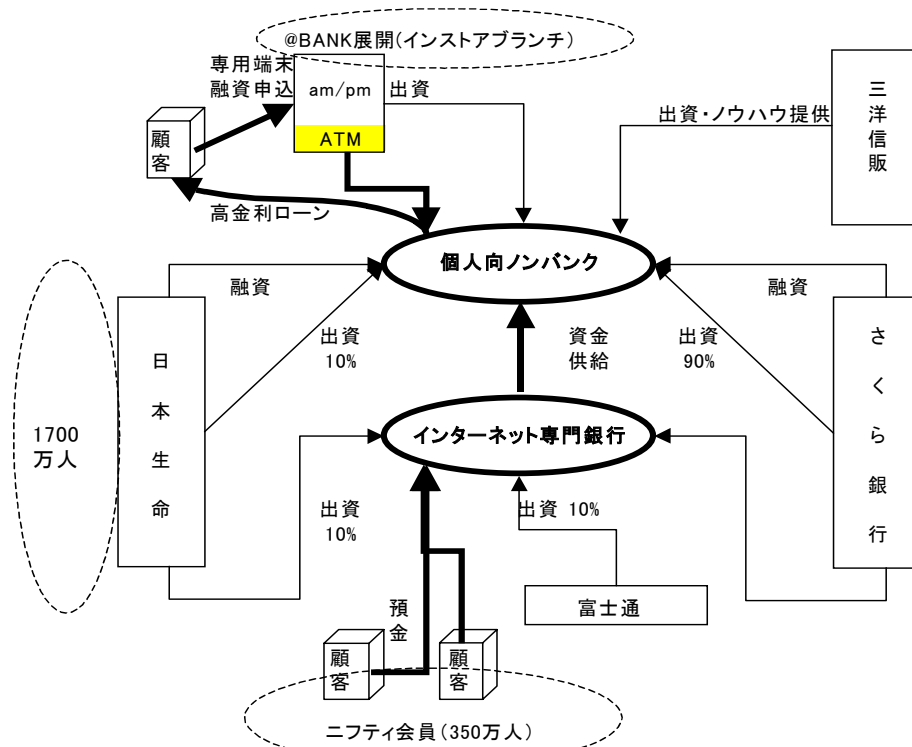 @BANK展開(インストアブランチ)
専用端末
融資申込
am/pm
出資
ATM
顧
客
高金利ローン
出資・ノウハウ提供
三
洋
信
販
個人向ノンバンク
融資
融資
出資
10%
資金
供給
出資
90%
日
本
生
命
さ
く
ら
銀
行
1700
万人
インターネット専門銀行
出資
10%
出資 10%
富士通
預
金
顧
客
顧
客
ニフティ会員(350万人)